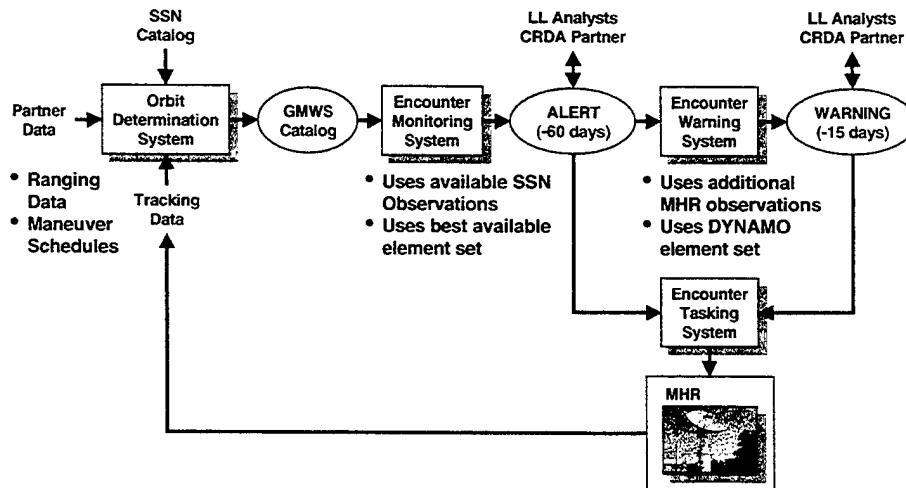 SSN
Catalog
LL Analysts
CRDA Partner
LL Analysts
CRDA Partner
Partner
Data
Orbit
Determination
System
GMWS
Catalog
Encounter
Monitoring
System
ALERT
(-60 days)
Encounter
Warning
System
WARNING
(-15 days)
• Ranging
Data
• Maneuver
Schedules
Tracking
Data
• Uses available SSN
Observations
• Uses best available
element set
• Uses additional
MHR observations
• Uses DYNAMO
element set
Encounter
Tasking
System
MHR